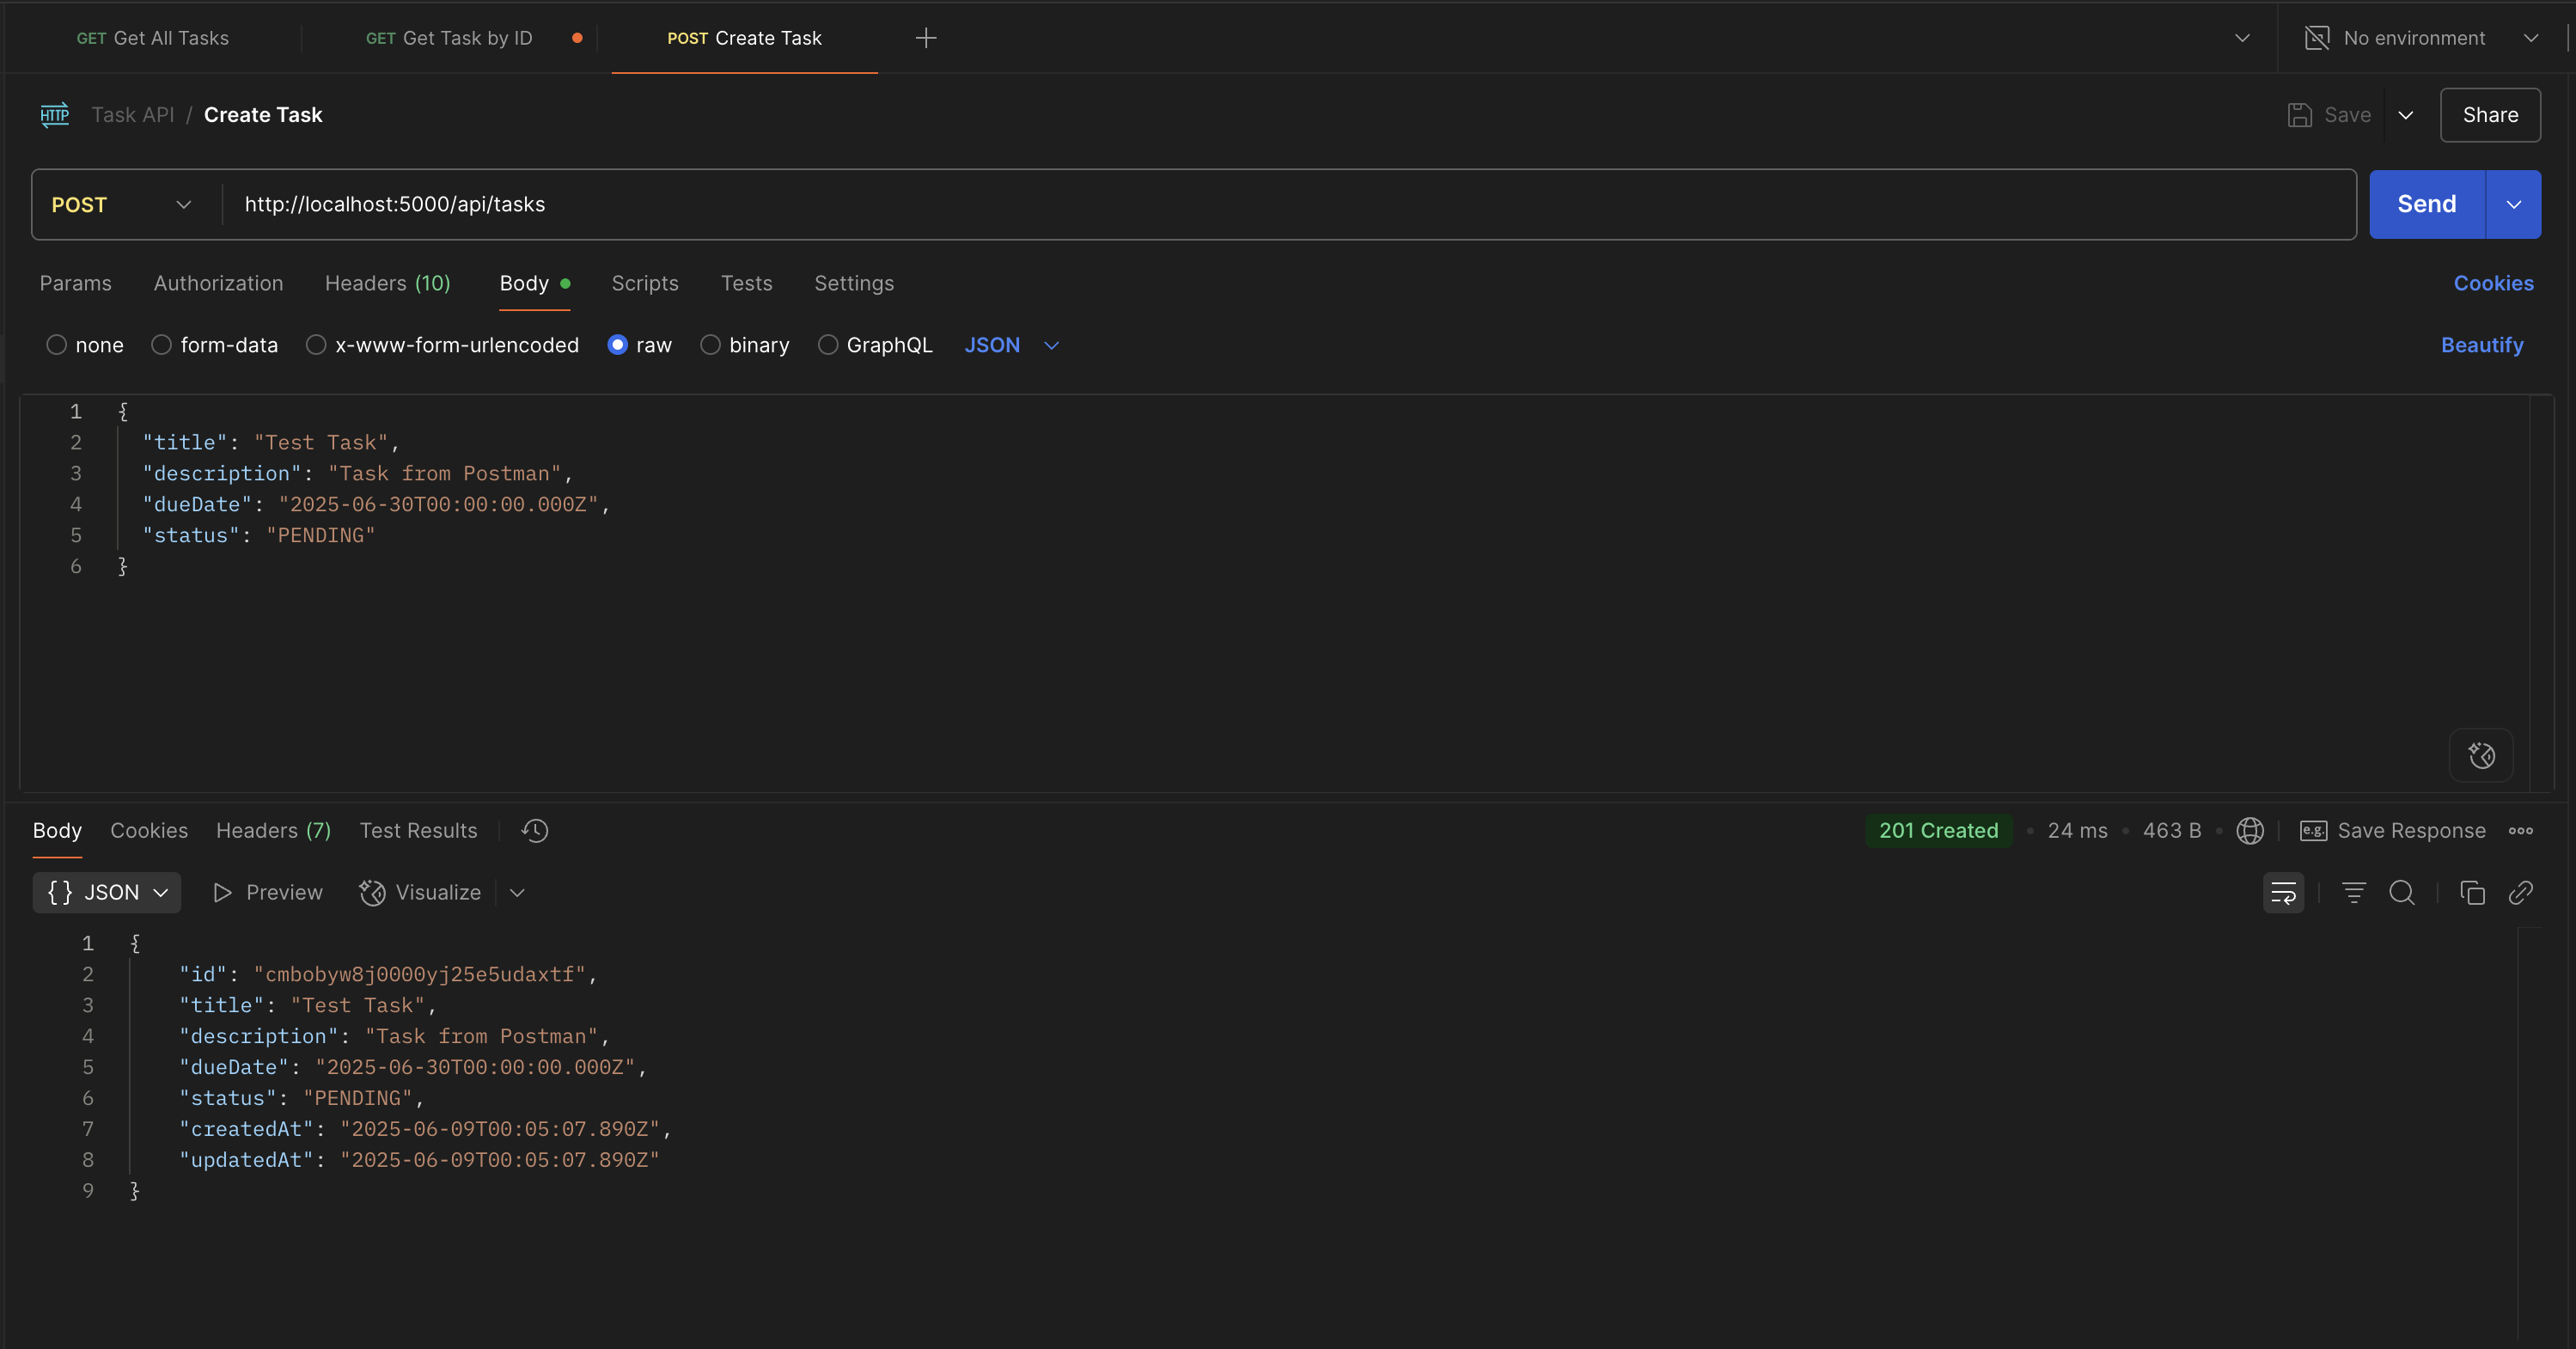 GET Get All Tasks GET Get Task by ID POST Create Task No environment
HTTP Task API / Create Task Save Share
POST http://localhost:5000/api/tasks Send
Params Authorization Headers (10) Body Scripts Tests Settings Cookies
none form-data x-www-form-urlencoded raw binary GraphQL JSON Beautify
1 {
2 "title": "Test Task",
3 "description": "Task from Postman",
4 "dueDate": "2025-06-30T00:00:00.000Z",
5 "status": "PENDING"
6 }
Body Cookies Headers (7) Test Results 201 Created • 24 ms • 463 B • e.g. Save Response
{} JSON Preview Visualize
1 {
2 "id": "cmbobyw8j0000yj25e5udaxtf",
3 "title": "Test Task",
4 "description": "Task from Postman",
5 "dueDate": "2025-06-30T00:00:00.000Z",
6 "status": "PENDING",
7 "createdAt": "2025-06-09T00:05:07.890Z",
8 "updatedAt": "2025-06-09T00:05:07.890Z"
9 }